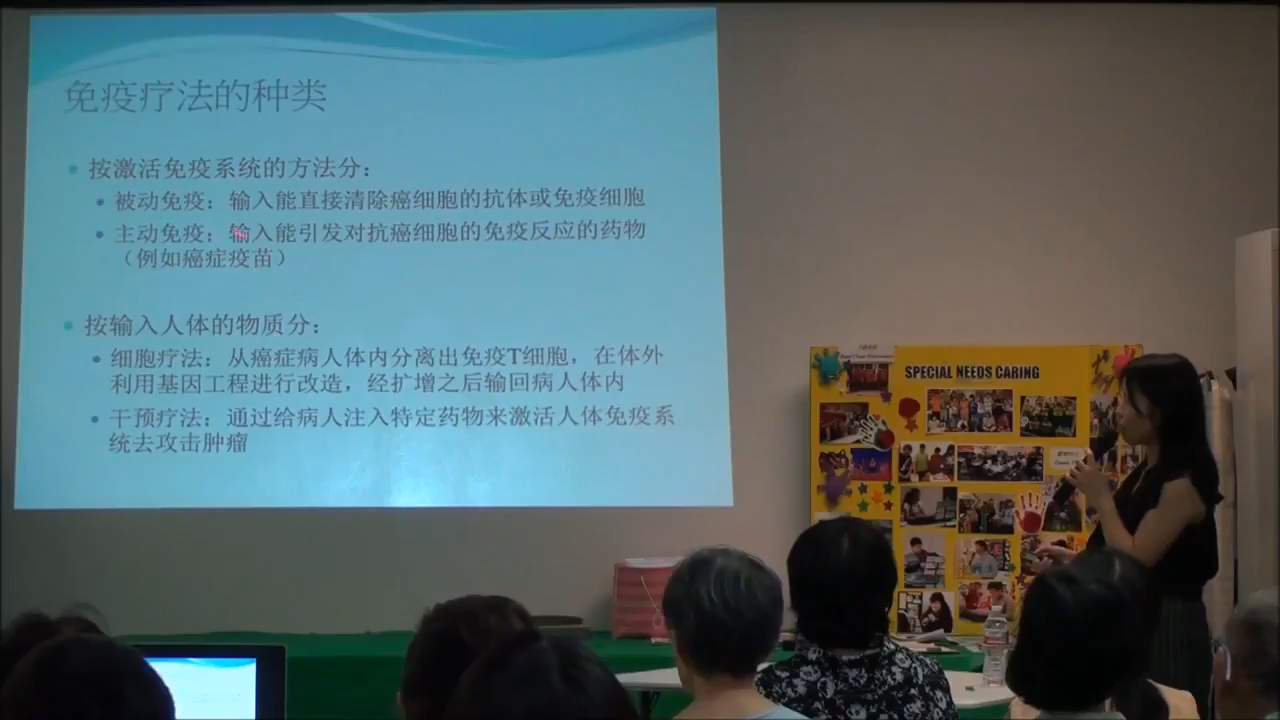 免疫疗法的种类
按激活免疫系统的方法分：
被动免疫：输入能直接清除癌细胞的抗体或免疫细胞
主动免疫：输入能引发对抗癌细胞的免疫反应的药物
（例如癌症疫苗）
按输入人体的物质分：
细胞疗法：从癌症病人体内分离出免疫T细胞，在体外
利用基因工程进行改造，经扩增之后输回病人体内
干预疗法：通过给病人注入特定药物来激活人体免疫系
统去攻击肿瘤
SPECIAL NEEDS CARING